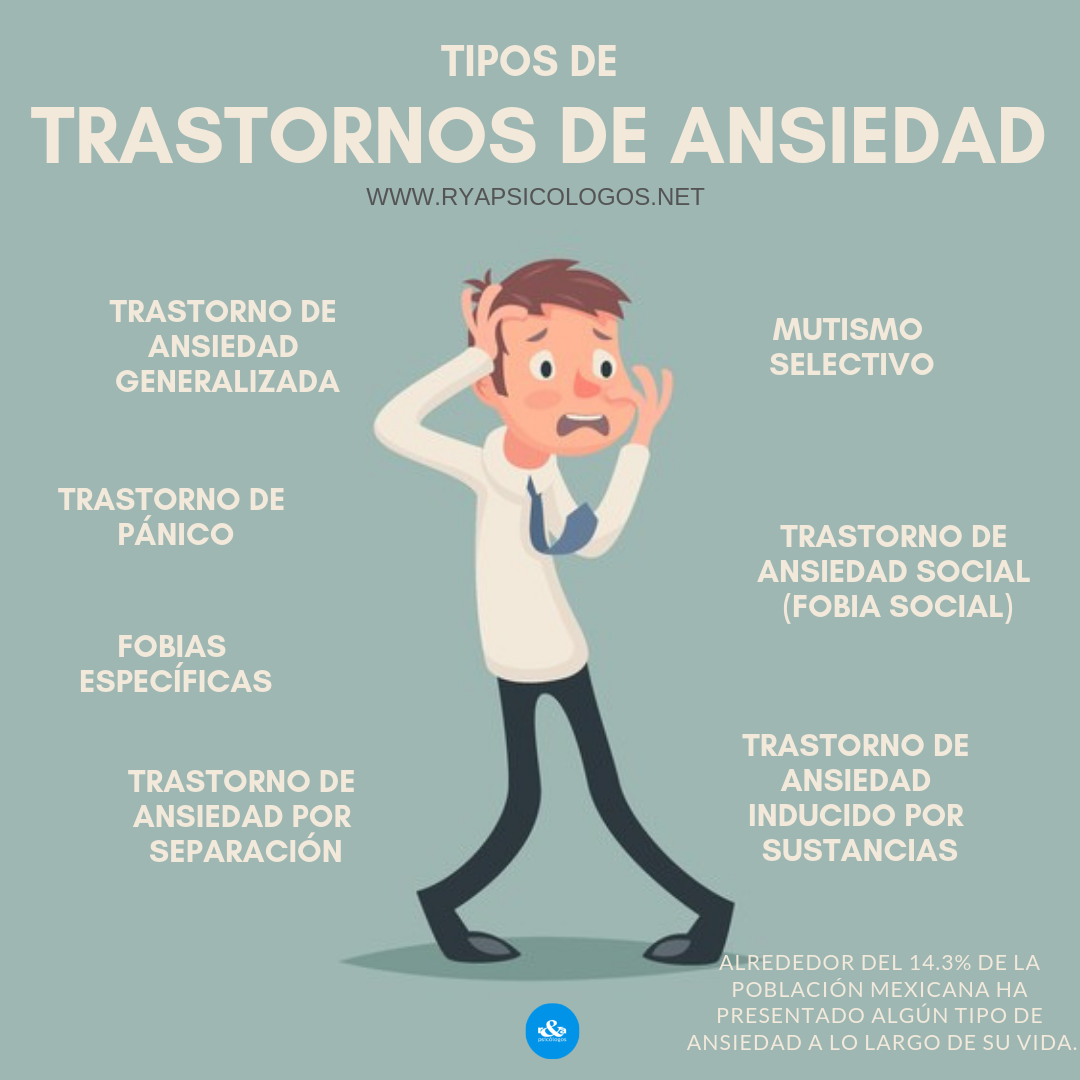 TIPOS DE
TRASTORNOS DE ANSIEDAD
WWW.RYAPSICOLOGOS.NET
TRASTORNO DE
ANSIEDAD
GENERALIZADA
TRASTORNO DE
PÁNICO
FOBIAS
ESPECÍFICAS
TRASTORNO DE
ANSIEDAD POR
SEPARACIÓN
MUTISMO
SELECTIVO
TRASTORNO DE
ANSIEDAD SOCIAL
(FOBIA SOCIAL)
TRASTORNO DE
ANSIEDAD
INDUCIDO POR
SUSTANCIAS
ALREDEDOR DEL 14.3% DE LA
POBLACIÓN MEXICANA HA
PRESENTADO ALGÚN TIPO DE
ANSIEDAD A LO LARGO DE SU VIDA.
&
psicólogos